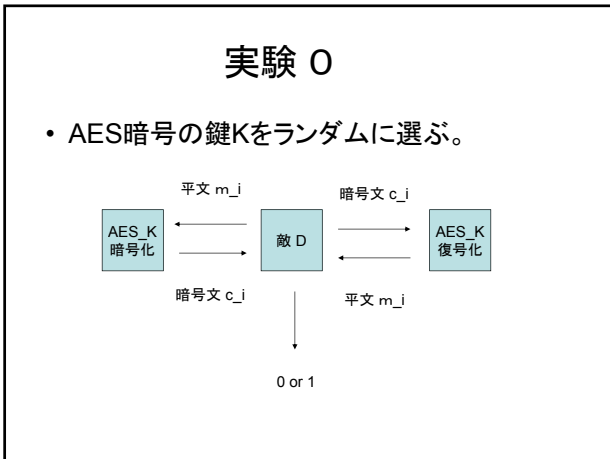 実験 0
• AES暗号の鍵Kをランダムに選ぶ。
平文 m_i
暗号文 c_i
AES_K
暗号化
敵 D
AES_K
復号化
暗号文 c_i
平文 m_i
0 or 1